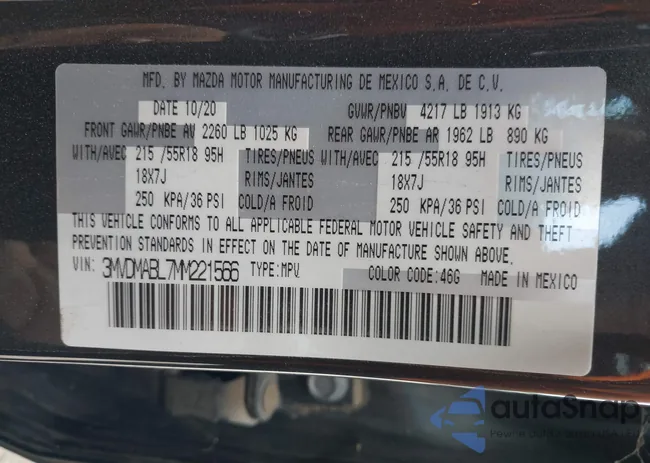 MFD. BY MAZDA MOTOR MANUFACTURING DE MEXICO S.A. DE C.V.
DATE 10/20 GVWR/PNBV 4217 LB 1913 KG
FRONT GAWR/PNBE AV 2260 LB 1025 KG REAR GAWR/PNBE AR 1962 LB 890 KG
WITH/AVEC 215 /55R18 95H TIRES/PNEUS WITH/AVEC 215 /55R18 95H TIRES/PNEUS
18X7J RIMS/JANTES 18X7J RIMS/JANTES
250 KPA/36 PSI COLD/A FROID 250 KPA/36 PSI COLD/A FROID
THIS VEHICLE CONFORMS TO ALL APPLICABLE FEDERAL MOTOR VEHICLE SAFETY AND THEFT
PREVENTION STANDARDS IN EFFECT ON THE DATE OF MANUFACTURE SHOWN ABOVE.
VIN: 3MVDMABL7MM221566 TYPE: MPV COLOR CODE: 46G MADE IN MEXICO
autoSnap